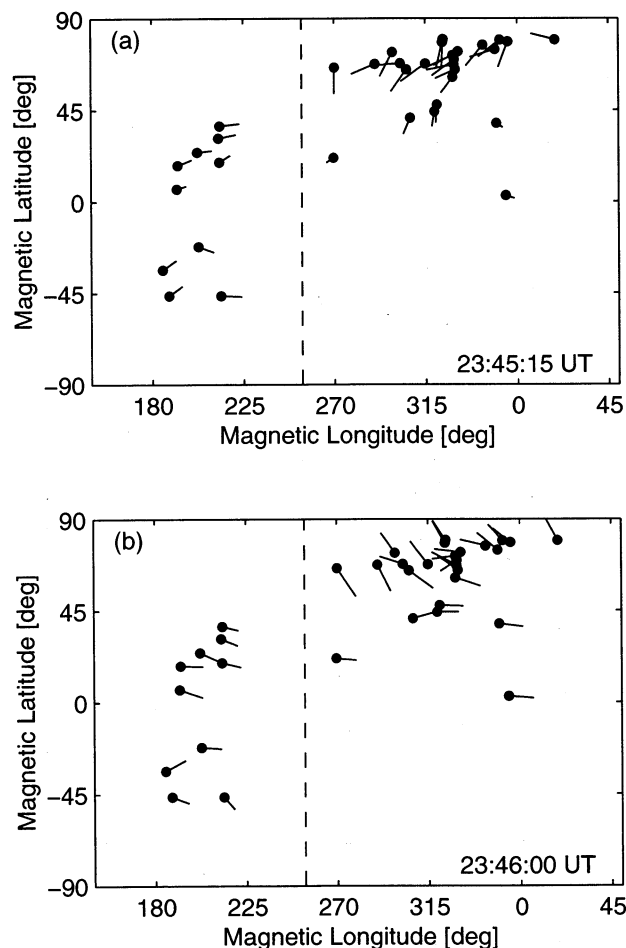 (a)
90
45
0
−45
−90
Magnetic Latitude [deg]
23:45:15 UT
180 225 270 315 0 45
Magnetic Longitude [deg]
(b)
90
45
0
−45
−90
Magnetic Latitude [deg]
23:46:00 UT
180 225 270 315 0 45
Magnetic Longitude [deg]